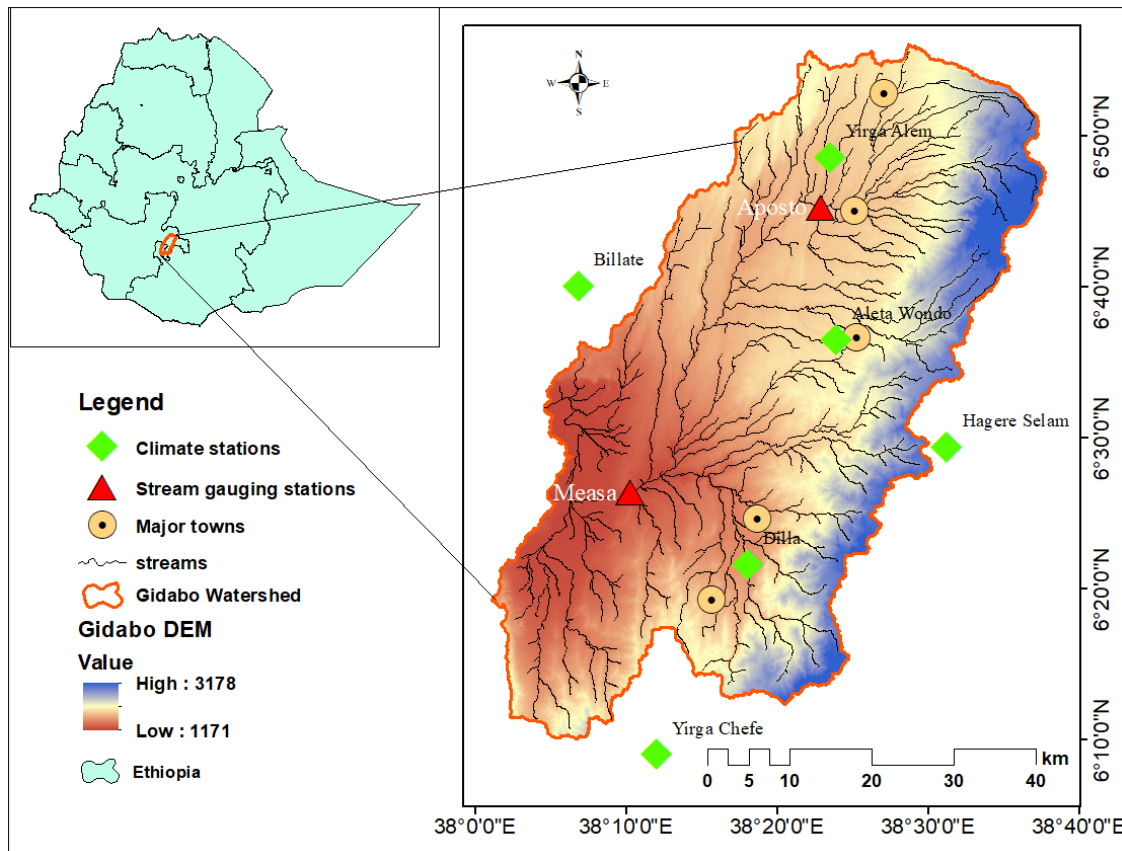 N
W
E
S
Yirga Alem
Aposto
Billate
Aleta Wondo
Hagere Selam
Measa
Dilla
Yirga Chefe
km
0 5 10 20 30 40
6°50'0"N
6°40'0"N
6°30'0"N
6°20'0"N
6°10'0"N
38°0'0"E 38°10'0"E 38°20'0"E 38°30'0"E 38°40'0"E
Legend
Climate stations
Stream gauging stations
Major towns
streams
Gidabo Watershed
Gidabo DEM
Value
High : 3178
Low : 1171
Ethiopia